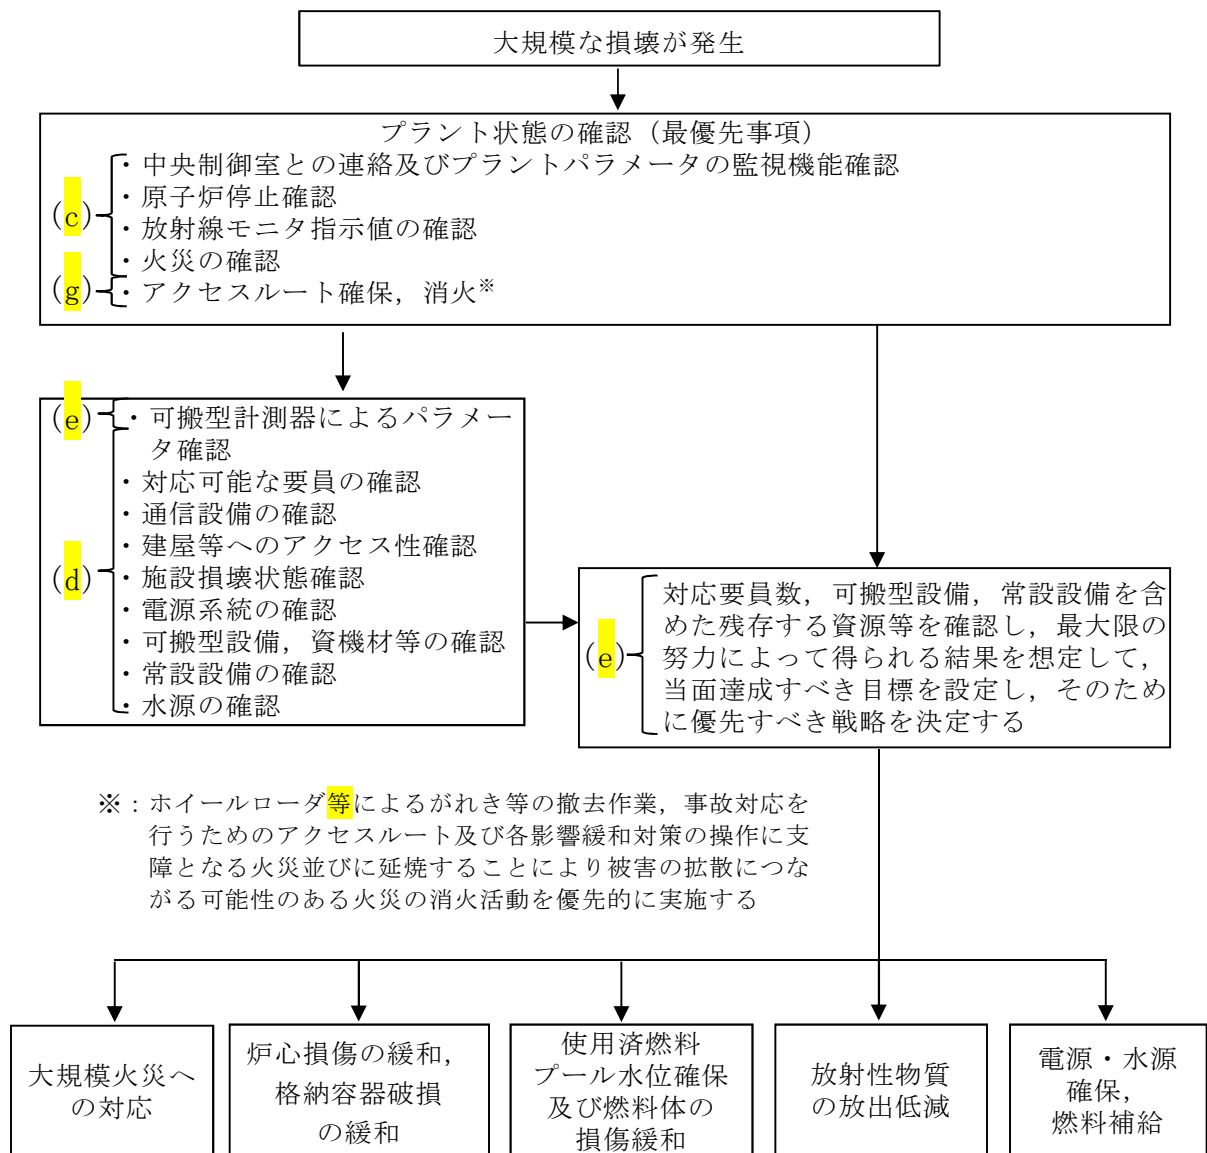 大規模な損壊が発生
プラント状態の確認（最優先事項）
・中央制御室との連絡及びプラントパラメータの監視機能確認
・原子炉停止確認
(c)
・放射線モニタ指示値の確認
・火災の確認
(g)
・アクセスルート確保，消火※
(e)
・可搬型計測器によるパラメー
タ確認
・対応可能な要員の確認
・通信設備の確認
・建屋等へのアクセス性確認
(d)
・施設損壊状態確認
・電源系統の確認
・可搬型設備，資機材等の確認
・常設設備の確認
・水源の確認
(e)
対応要員数，可搬型設備，常設設備を含
めた残存する資源等を確認し，最大限の
努力によって得られる結果を想定して，
当面達成すべき目標を設定し，そのため
に優先すべき戦略を決定する
※：ホイールローダ等によるがれき等の撤去作業，事故対応を
行うためのアクセスルート及び各影響緩和対策の操作に支
障となる火災並びに延焼することにより被害の拡散につな
がる可能性のある火災の消火活動を優先的に実施する
大規模火災へ
の対応
炉心損傷の緩和，
格納容器破損
の緩和
使用済燃料
プール水位確保
及び燃料体の
損傷緩和
放射性物質
の放出低減
電源・水源
確保，
燃料補給